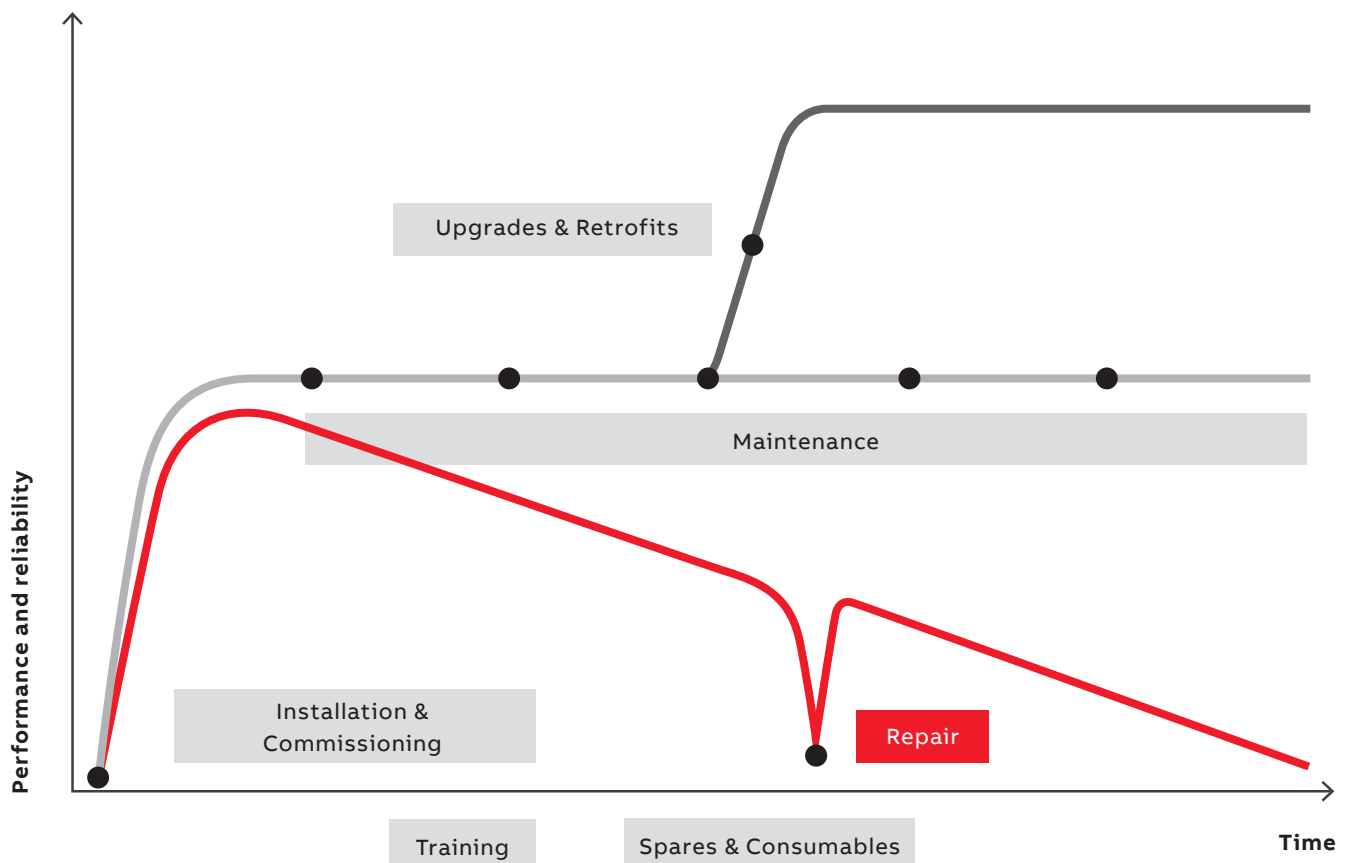 Upgrades & Retrofits
Maintenance
Performance and reliability
Installation &
Commissioning
Repair
Training
Spares & Consumables
Time